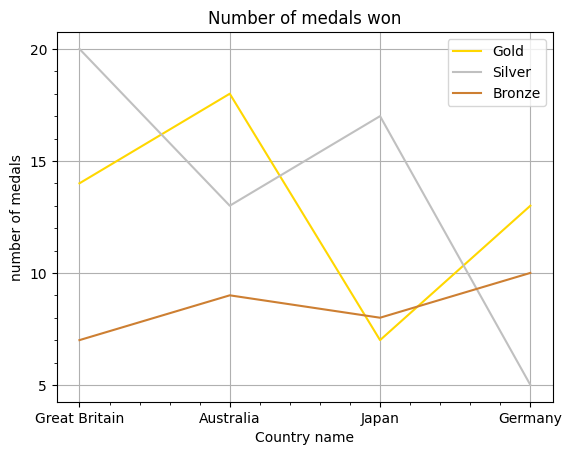 Number of medals won
Gold
Silver
Bronze
number of medals
20
15
10
5
Great Britain Australia Japan Germany
Country name